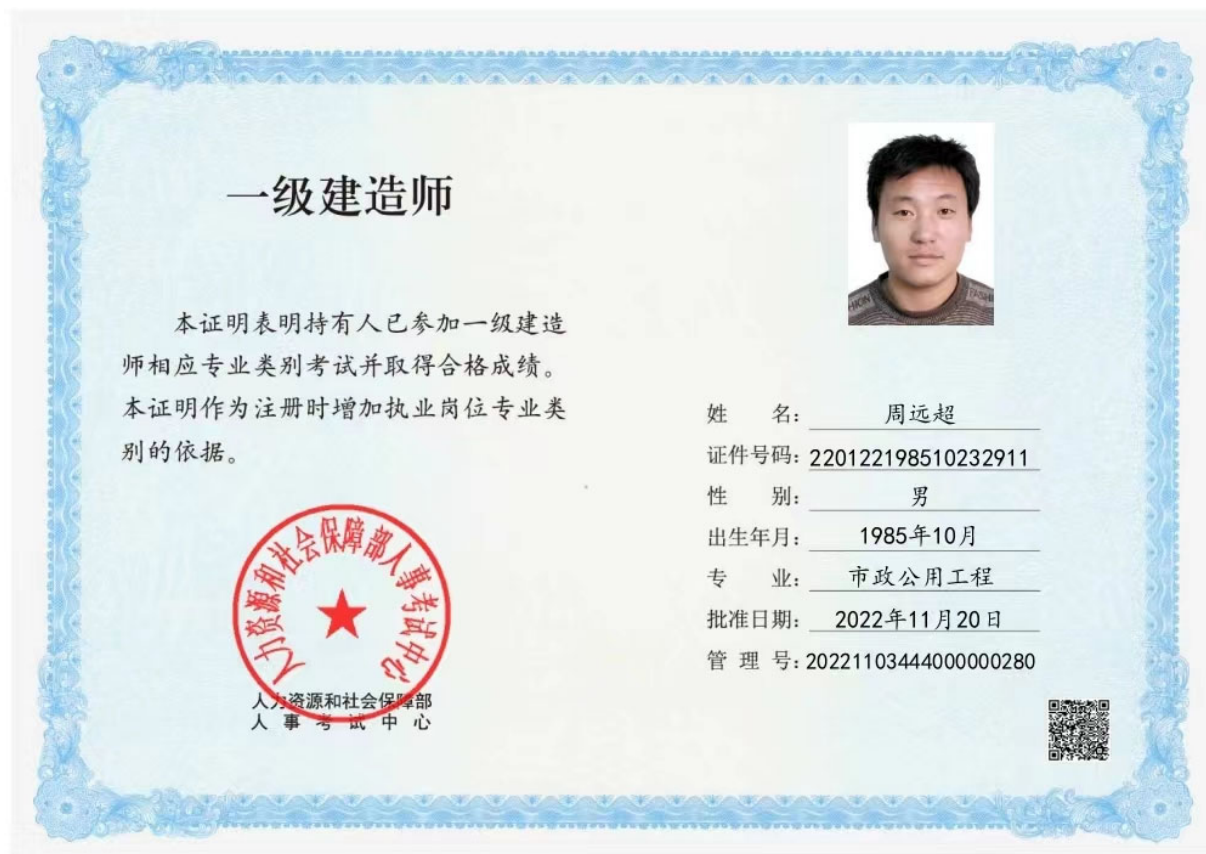 一级建造师
本证明表明持有人已参加一级建造
师相应专业类别考试并取得合格成绩。
本证明作为注册时增加执业岗位专业类
别的依据。
人力资源和社会保障部人事考试中心
人力资源和社会保障部
人事考试中心
姓名：周远超
证件号码：220122198510232911
性别：男
出生年月：1985年10月
专业：市政公用工程
批准日期：2022年11月20日
管理号：20221103444000000280